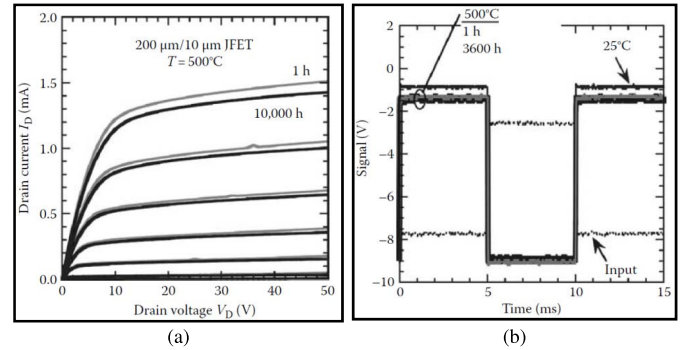 2.0
1.5
1.0
0.5
0.0
Drain current I_D (mA)
200 μm/10 μm JFET
T = 500°C
1 h
10,000 h
0 10 20 30 40 50
Drain voltage V_D (V)
(a)
2
0
−2
−4
−6
−8
−10
Signal (V)
500°C
1 h
3600 h
25°C
Input
0 5 10 15
Time (ms)
(b)